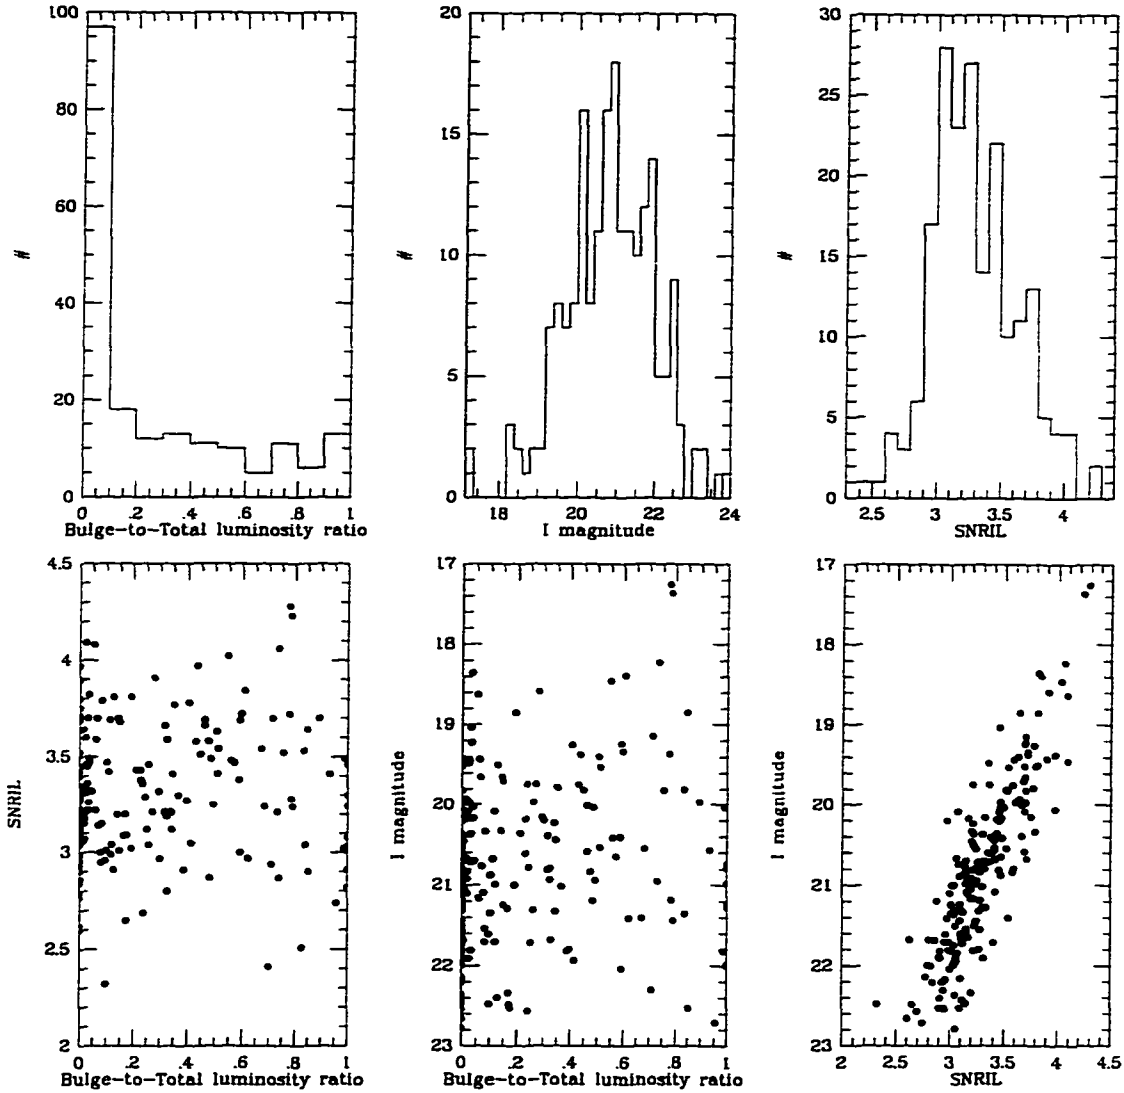 100
80
60
40
20
0
#
0 .2 .4 .6 .8 1
Bulge-to-Total luminosity ratio
20
15
10
5
0
#
18 20 22 24
I magnitude
30
25
20
15
10
5
0
#
2.5 3 3.5 4
SNRIL
4.5
4
3.5
3
2.5
2
SNRIL
0 .2 .4 .6 .8 1
Bulge-to-Total luminosity ratio
17
18
19
20
21
22
23
I magnitude
0 .2 .4 .6 .8 1
Bulge-to-Total luminosity ratio
17
18
19
20
21
22
23
I magnitude
2 2.5 3 3.5 4 4.5
SNRIL